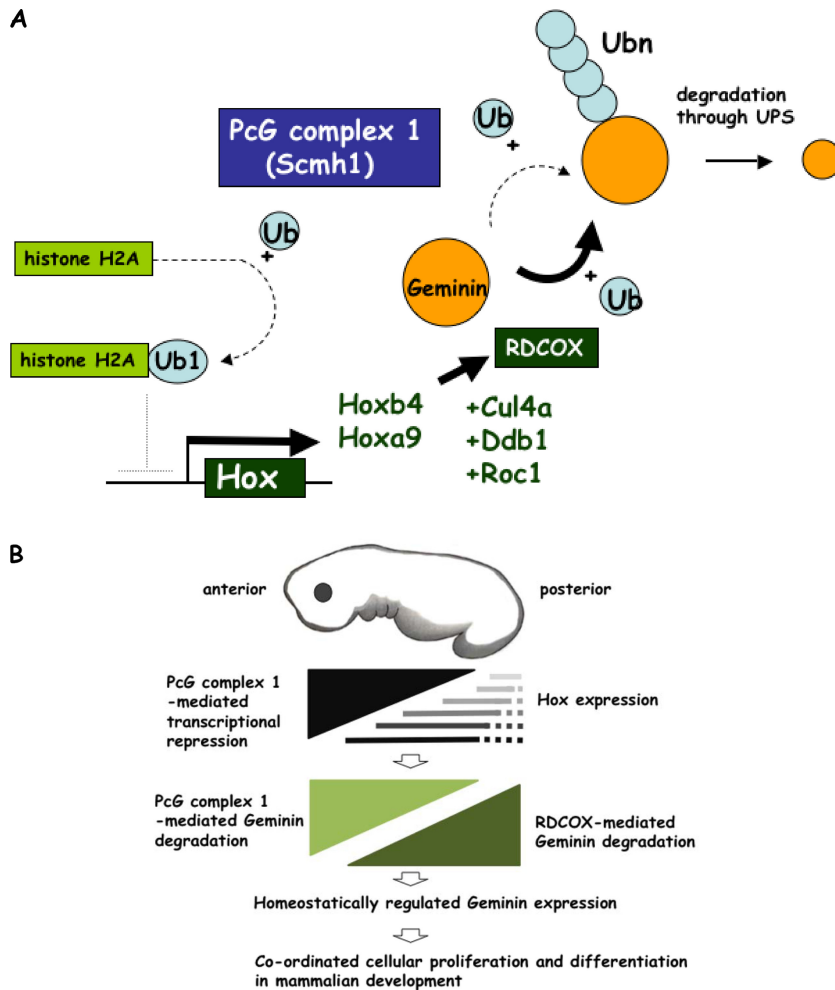 A
Ubn
degradation
through UPS
PcG complex 1
(Scmh1)
Ub
+
Ub
+
histone H2A
Geminin
+
Ub
histone H2A
Ub1
RDCOX
Hoxb4
Hoxa9
+Cul4a
+Ddb1
+Roc1
Hox
B
anterior
posterior
PcG complex 1
-mediated
transcriptional
repression
Hox expression
PcG complex 1
-mediated Geminin
degradation
RDCOX-mediated
Geminin degradation
Homeostatically regulated Geminin expression
Co-ordinated cellular proliferation and differentiation
in mammalian development